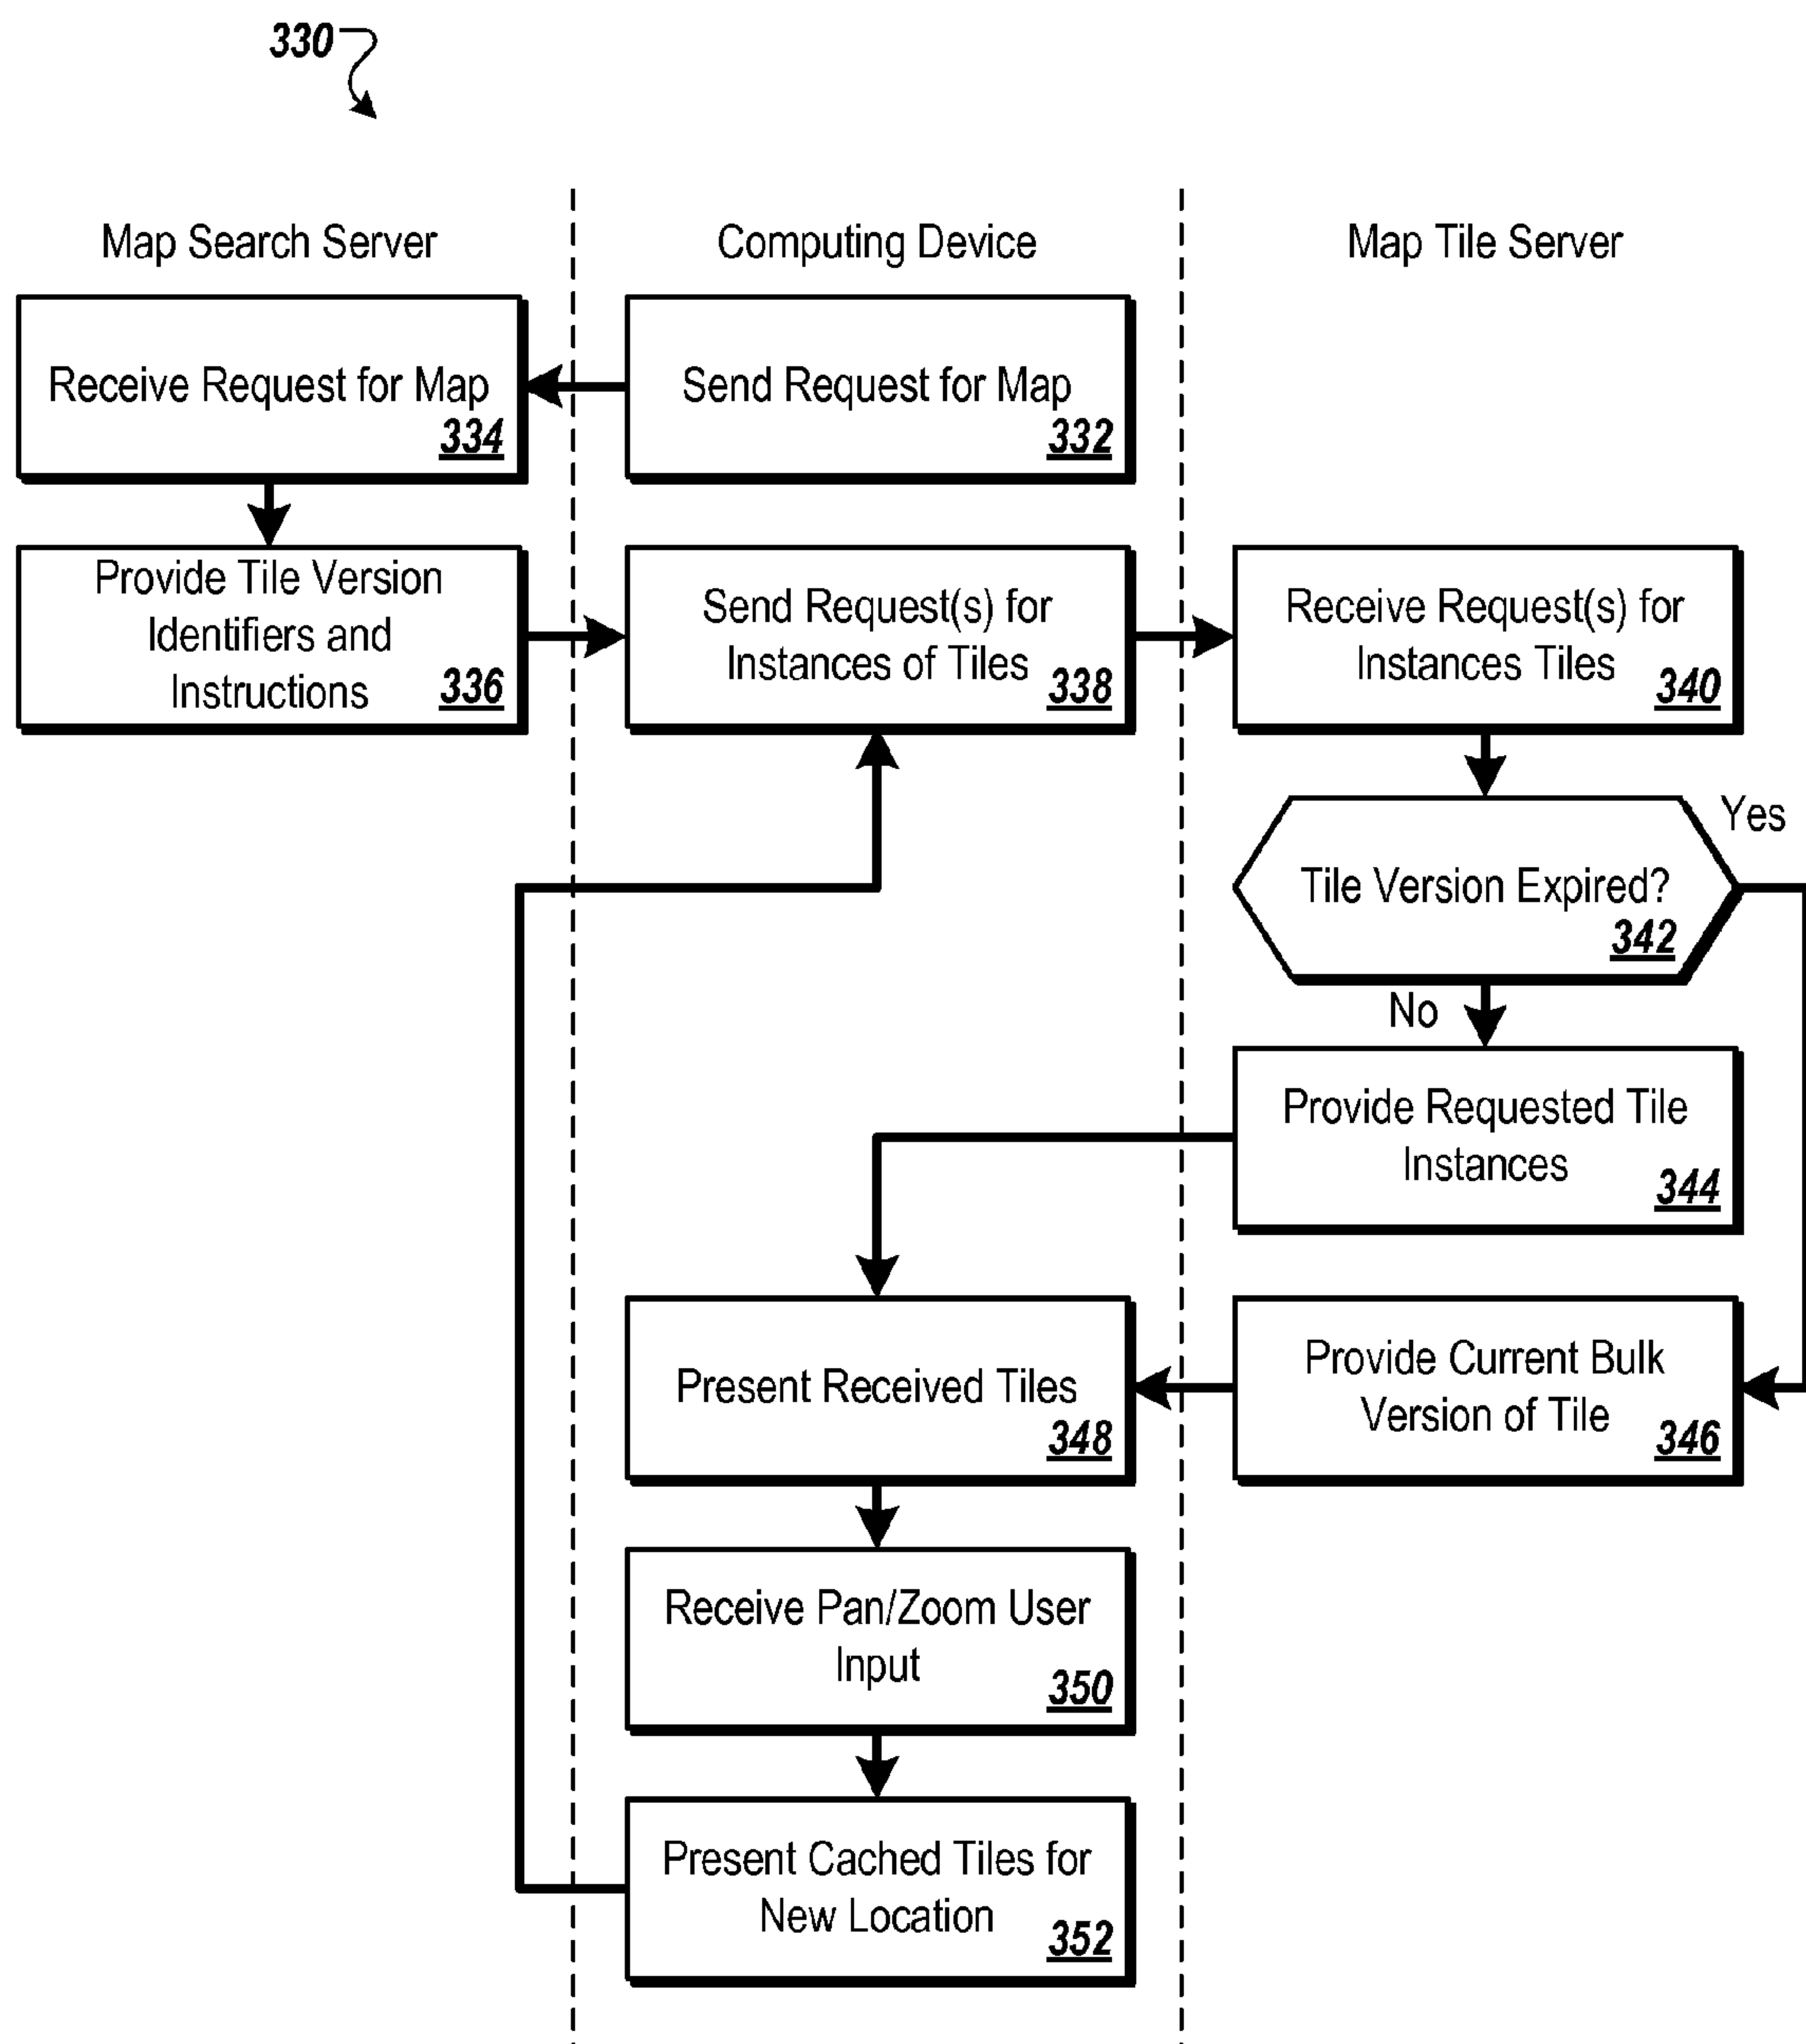 330
Map Search Server
Computing Device
Map Tile Server
Receive Request for Map
334
Send Request for Map
332
Provide Tile Version
Identifiers and
Instructions
336
Send Request(s) for
Instances of Tiles
338
Receive Request(s) for
Instances Tiles
340
Yes
Tile Version Expired?
342
No
Provide Requested Tile
Instances
344
Present Received Tiles
348
Provide Current Bulk
Version of Tile
346
Receive Pan/Zoom User
Input
350
Present Cached Tiles for
New Location
352